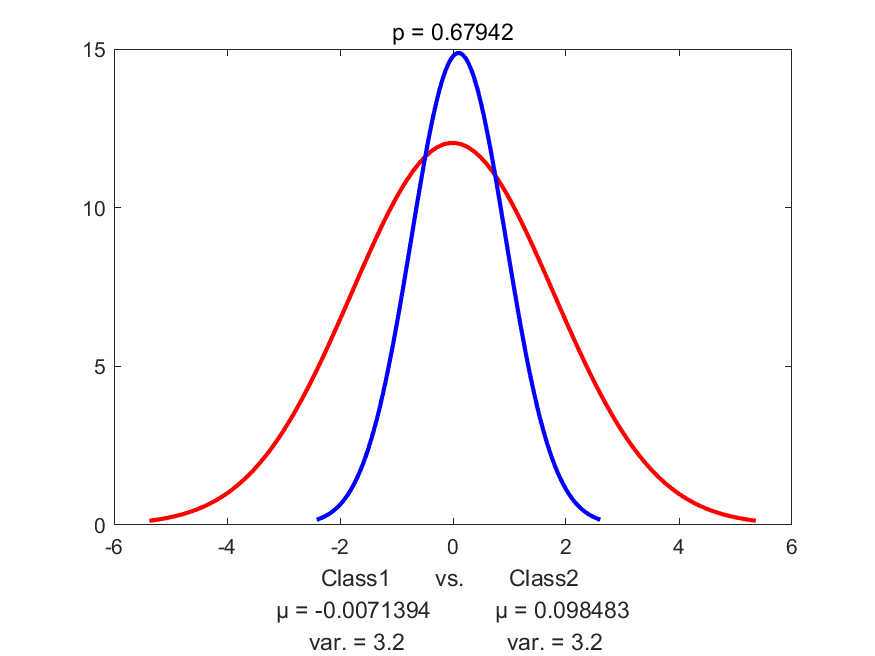 p = 0.67942
15
10
5
0
-6 -4 -2 0 2 4 6
Class1 vs. Class2
μ = -0.0071394 μ = 0.098483
var. = 3.2 var. = 3.2